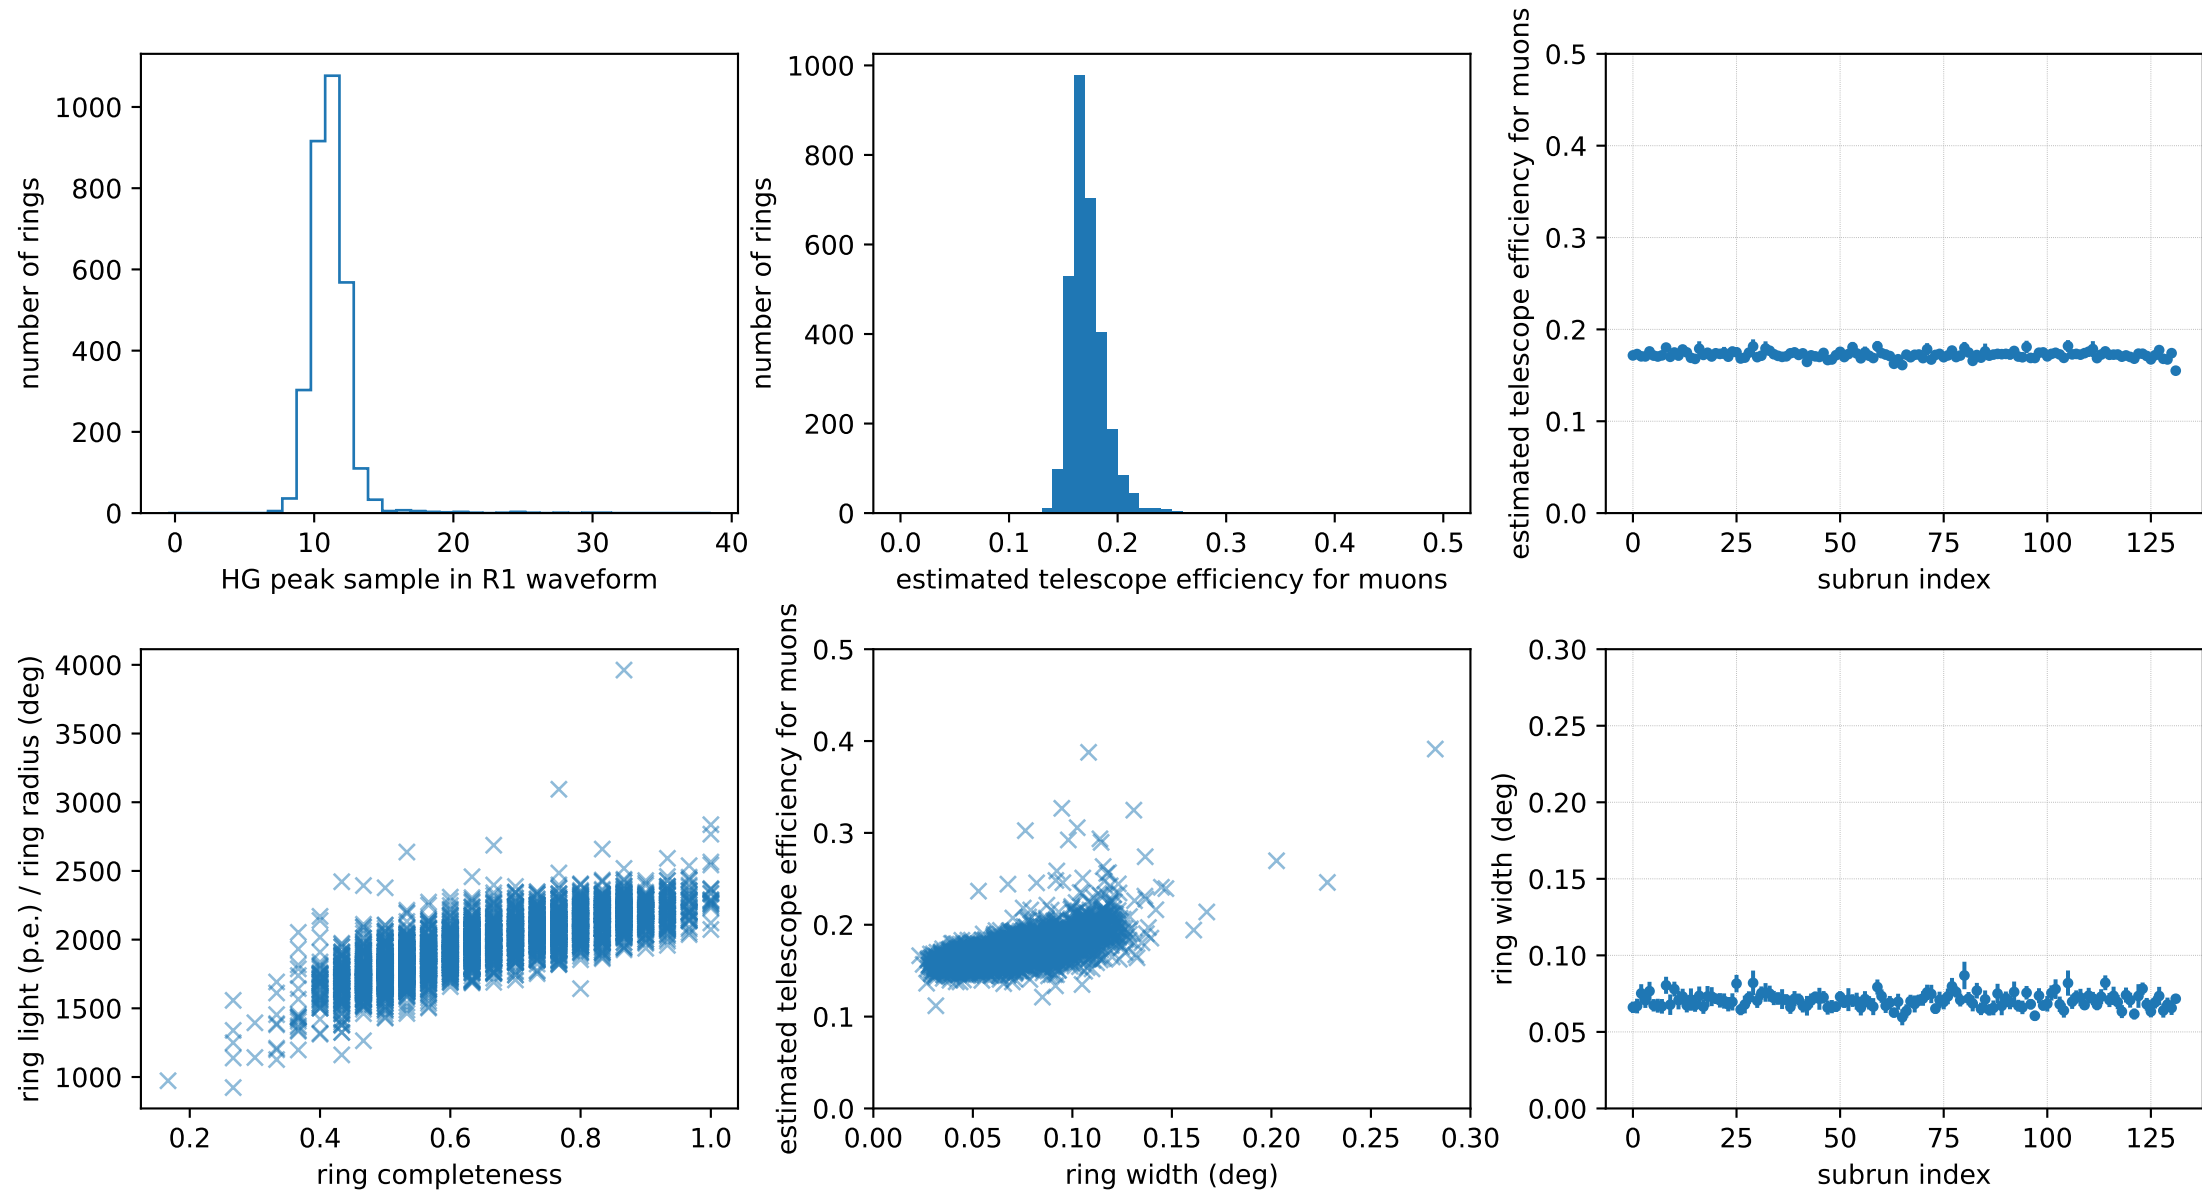 number of rings
1000
800
600
400
200
0
0 10 20 30 40
HG peak sample in R1 waveform
number of rings
1000
800
600
400
200
0
0.0 0.1 0.2 0.3 0.4 0.5
estimated telescope efficiency for muons
estimated telescope efficiency for muons
0.5
0.4
0.3
0.2
0.1
0.0
0 25 50 75 100 125
subrun index
ring light (p.e.) / ring radius (deg)
4000
3500
3000
2500
2000
1500
1000
0.2 0.4 0.6 0.8 1.0
ring completeness
estimated telescope efficiency for muons
0.5
0.4
0.3
0.2
0.1
0.0
0.00 0.05 0.10 0.15 0.20 0.25 0.30
ring width (deg)
ring width (deg)
0.30
0.25
0.20
0.15
0.10
0.05
0.00
0 25 50 75 100 125
subrun index